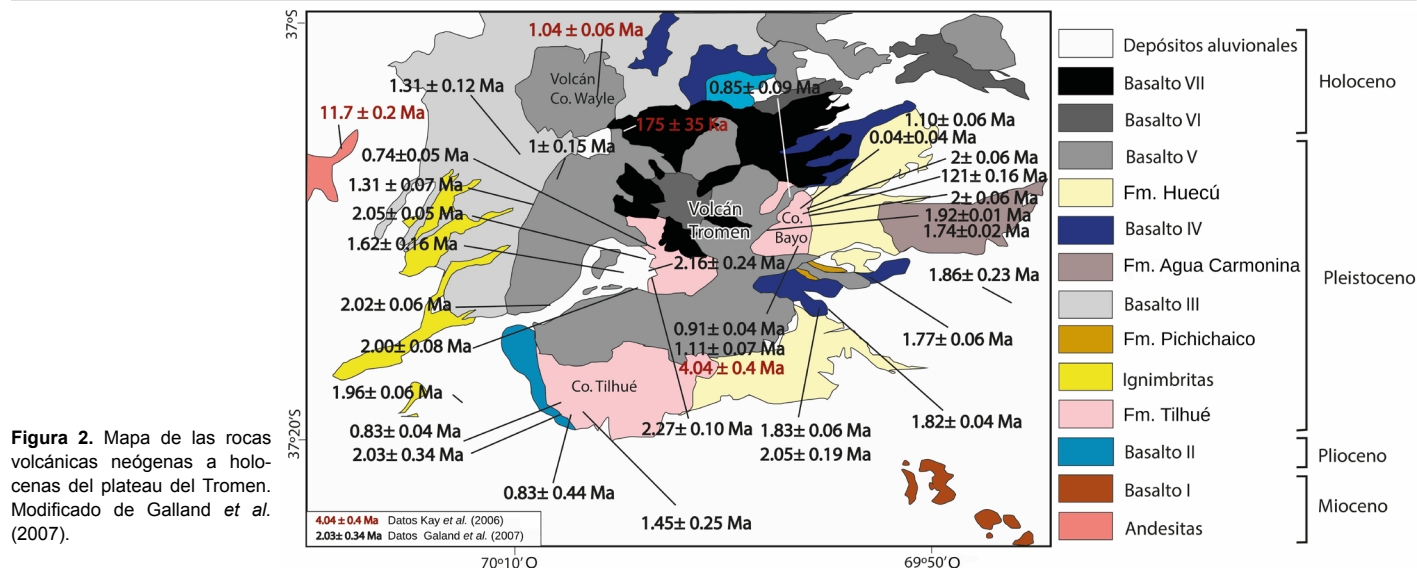 37ºS
1.04 ± 0.06 Ma
Volcán
Co. Wayle
1.31 ± 0.12 Ma
0.85± 0.09 Ma
11.7 ± 0.2 Ma
175 ± 35 Ka
1.10± 0.06 Ma
0.04±0.04 Ma
1± 0.15 Ma
0.74±0.05 Ma
2± 0.06 Ma
121± 0.16 Ma
1.31 ± 0.07 Ma
2± 0.06 Ma
2.05± 0.05 Ma
Volcán
Tromen
Co.
Bayo
1.92±0.01 Ma
1.74±0.02 Ma
1.62± 0.16 Ma
2.16± 0.24 Ma
1.86± 0.23 Ma
2.02± 0.06 Ma
0.91± 0.04 Ma
1.77± 0.06 Ma
2.00± 0.08 Ma
1.11± 0.07 Ma
4.04 ± 0.4 Ma
Co. Tilhué
1.96± 0.06 Ma
1.82± 0.04 Ma
0.83± 0.04 Ma
2.27± 0.10 Ma
1.83± 0.06 Ma
2.03± 0.34 Ma
2.05± 0.19 Ma
37º20'S
0.83± 0.44 Ma
1.45± 0.25 Ma
4.04 ± 0.4 Ma Datos Kay et al. (2006)
2.03± 0.34 Ma Datos Galand et al. (2007)
70º10'O
69º50'O
Depósitos aluvionales
Basalto VII
Basalto VI
Holoceno
Basalto V
Fm. Huecú
Basalto IV
Fm. Agua Carmonina
Basalto III
Fm. Pichichaico
Ignimbritas
Fm. Tilhué
Pleistoceno
Basalto II
Plioceno
Basalto I
Andesitas
Mioceno
Figura 2. Mapa de las rocas
volcánicas neógenas a holo-
cenas del plateau del Tromen.
Modificado de Galland et al.
(2007).